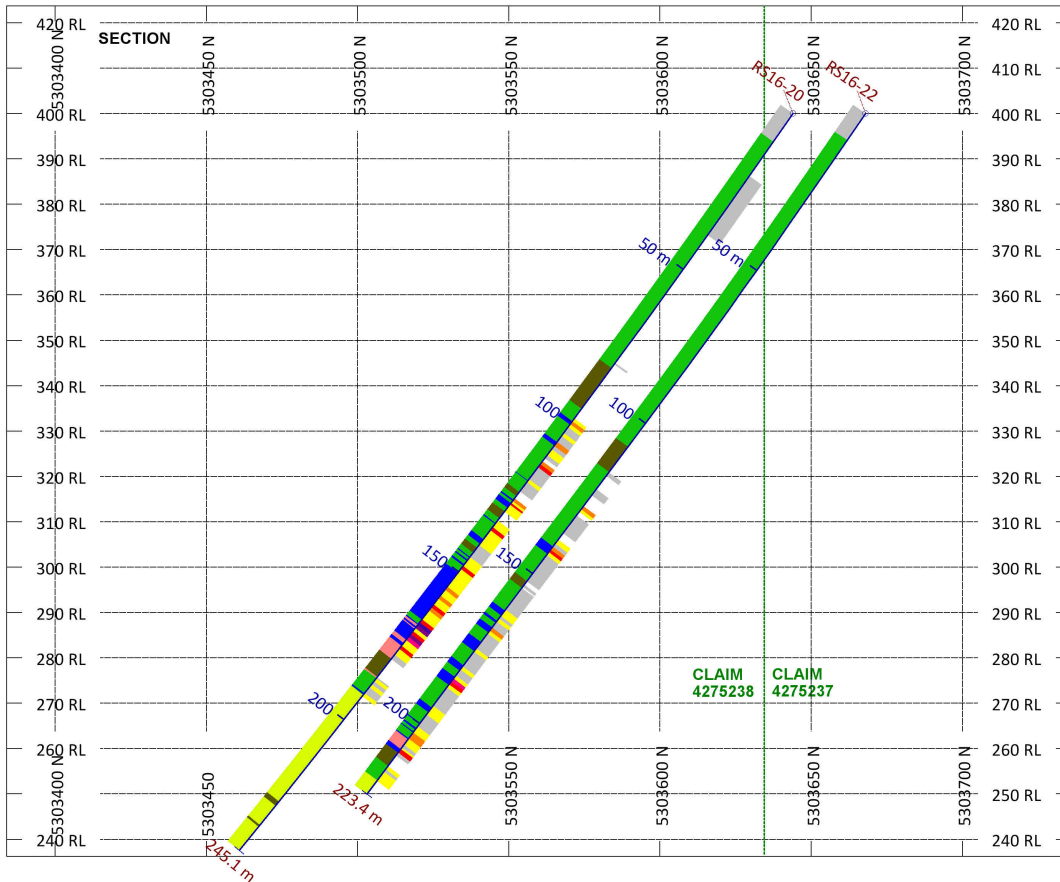 420 RL
SECTION
5303400 N
5303450 N
5303500 N
5303550 N
5303600 N
5303650 N
5303700 N
420 RL
410 RL
410 RL
RS16-20
RS16-22
400 RL
400 RL
390 RL
390 RL
380 RL
380 RL
370 RL
50 m
50 m
370 RL
360 RL
360 RL
350 RL
350 RL
340 RL
340 RL
100
100
330 RL
330 RL
320 RL
320 RL
310 RL
310 RL
150
150
300 RL
300 RL
290 RL
290 RL
280 RL
280 RL
CLAIM
4275238
CLAIM
4275237
270 RL
200
200
270 RL
260 RL
260 RL
5303400 N
5303450
5303550 N
5303600 N
5303650 N
5303700 N
250 RL
223.4 m
250 RL
240 RL
245.1 m
240 RL